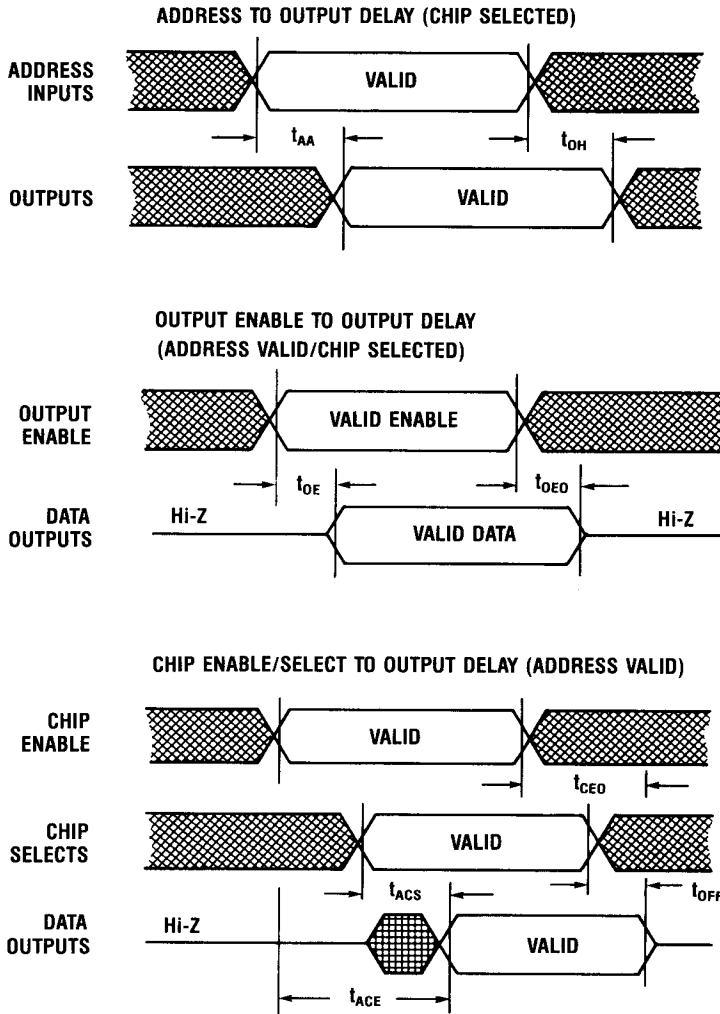 ADDRESS TO OUTPUT DELAY (CHIP SELECTED)
ADDRESS
INPUTS
VALID
tAA
tOH
OUTPUTS
VALID
OUTPUT ENABLE TO OUTPUT DELAY
(ADDRESS VALID/CHIP SELECTED)
OUTPUT
ENABLE
VALID ENABLE
tOE
tOEO
DATA
OUTPUTS
Hi-Z
VALID DATA
Hi-Z
CHIP ENABLE/SELECT TO OUTPUT DELAY (ADDRESS VALID)
CHIP
ENABLE
VALID
tCEO
CHIP
SELECTS
VALID
tACS
tOFF
DATA
OUTPUTS
Hi-Z
VALID
tACE